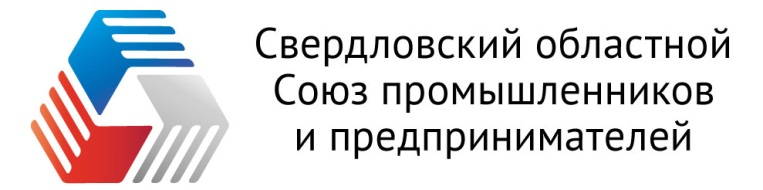 Свердловский областной
Союз промышленников
и предпринимателей